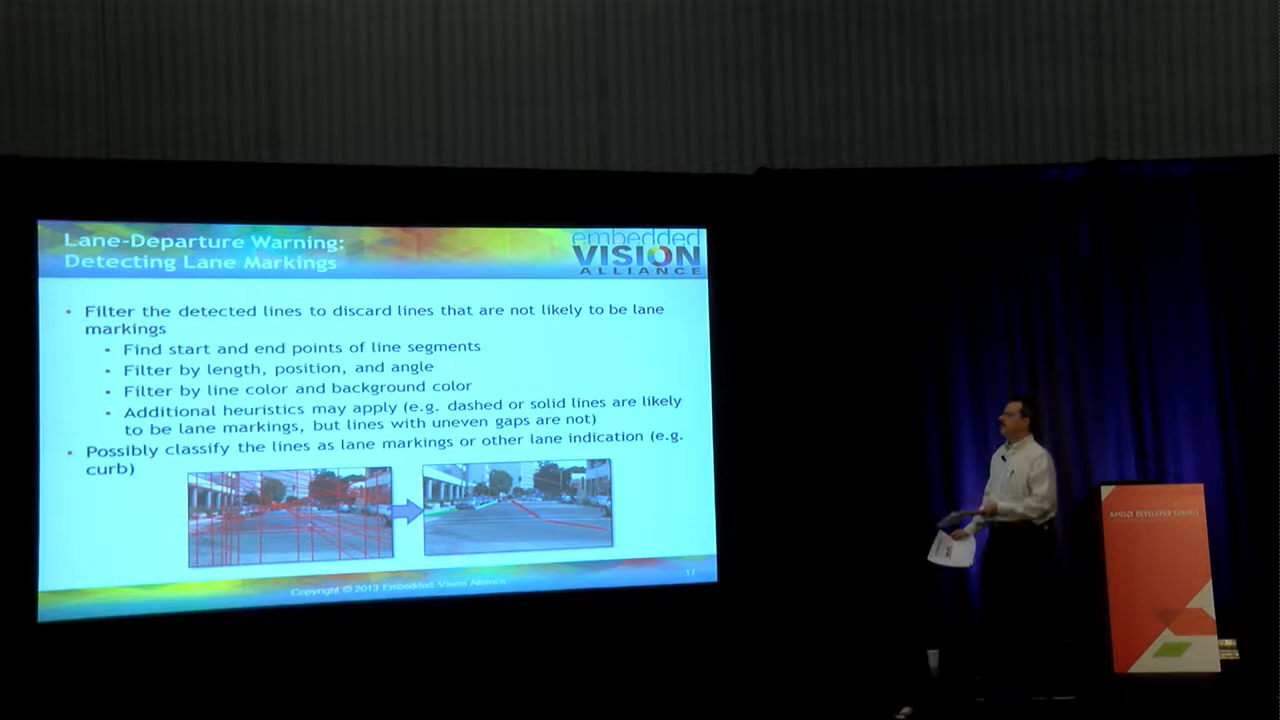 Lane-Departure Warning:
Detecting Lane Markings
embedded
VISION
ALLIANCE
• Filter the detected lines to discard lines that are not likely to be lane
markings
• Find start and end points of line segments
• Filter by length, position, and angle
• Filter by line color and background color
• Additional heuristics may apply (e.g. dashed or solid lines are likely
to be lane markings, but lines with uneven gaps are not)
• Possibly classify the lines as lane markings or other lane indication (e.g.
curb)
Copyright © 2013 Embedded Vision Alliance
17
AMD DEVELOPER SUMMIT